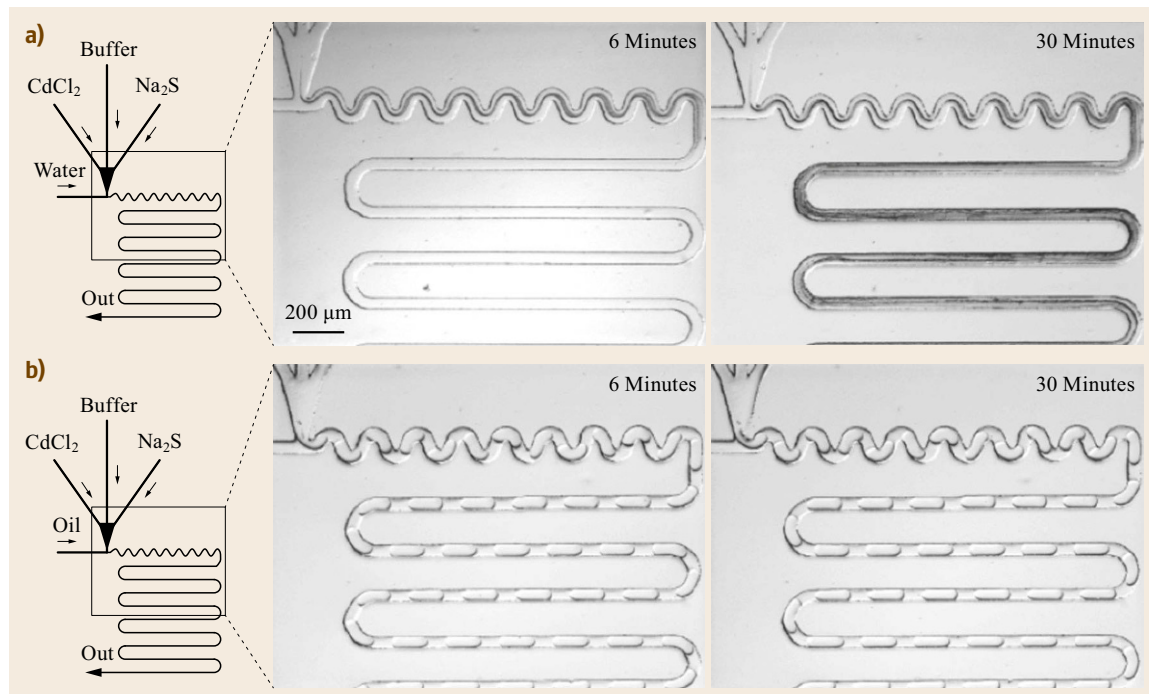 a)
Buffer
CdCl₂
Na₂S
Water
Out
6 Minutes
200 µm
30 Minutes
b)
Buffer
CdCl₂
Na₂S
Oil
Out
6 Minutes
30 Minutes